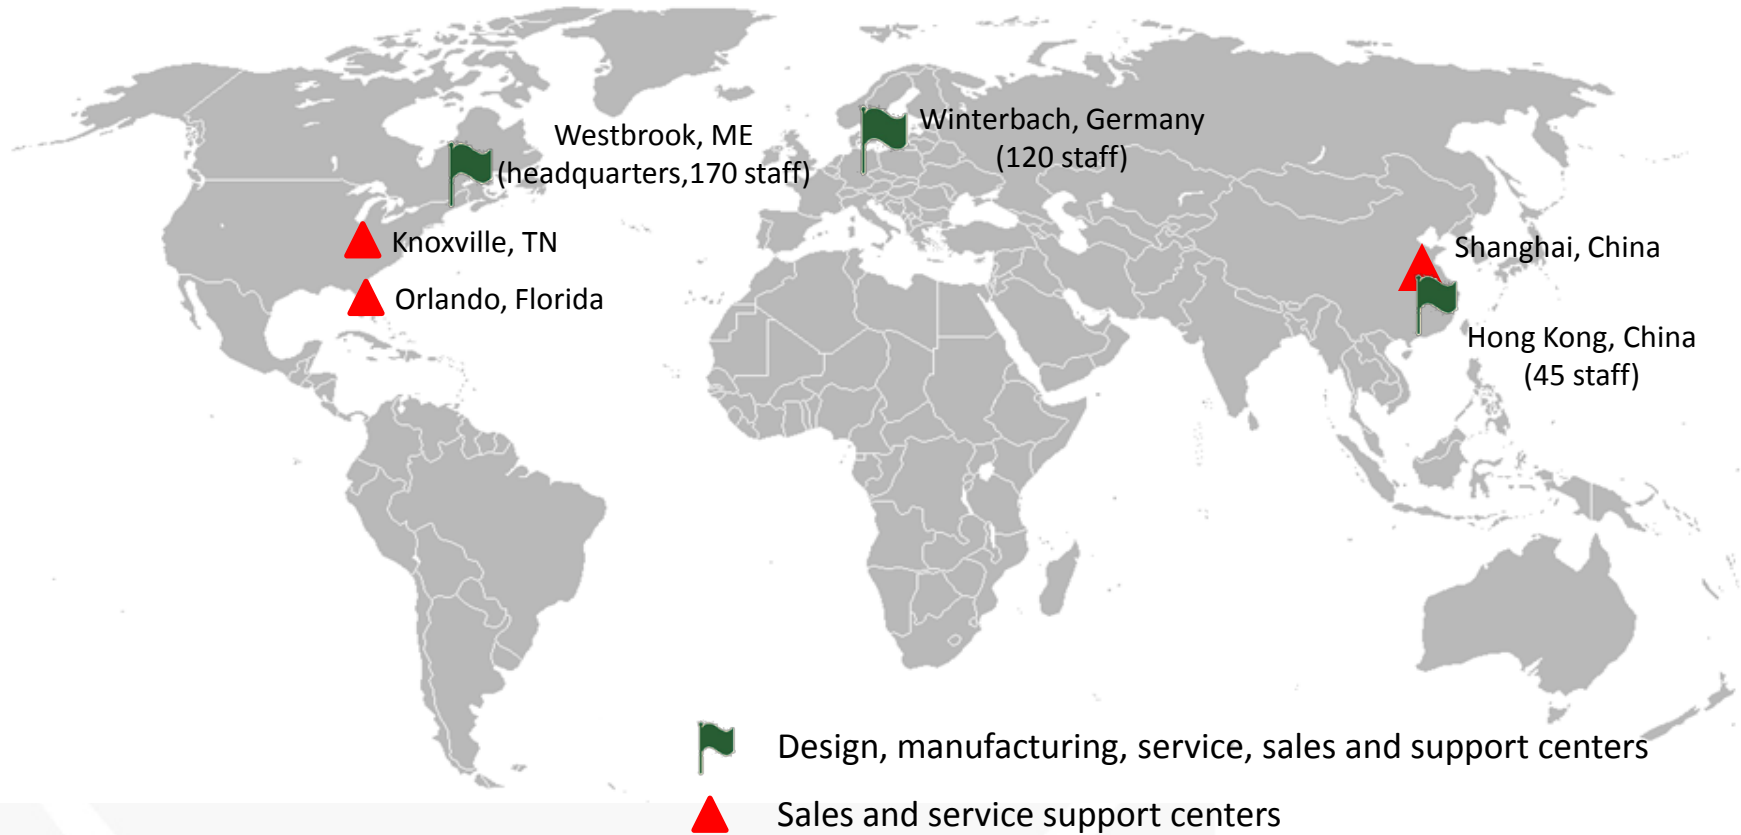 Westbrook, ME
(headquarters,170 staff)
Winterbach, Germany
(120 staff)
Knoxville, TN
Orlando, Florida
Shanghai, China
Hong Kong, China
(45 staff)
Design, manufacturing, service, sales and support centers
Sales and service support centers